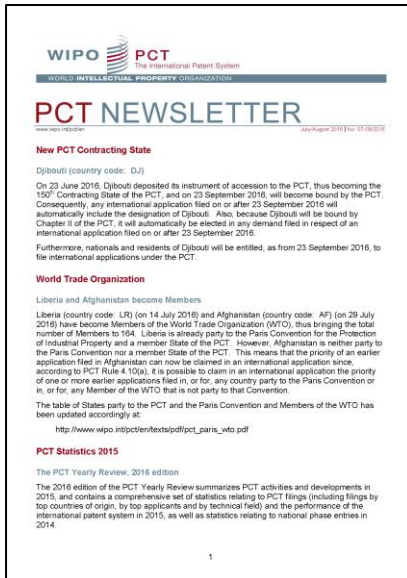 WIPO PCT
The International Patent System
WORLD INTELLECTUAL PROPERTY ORGANIZATION
PCT NEWSLETTER
www.wipo.int/pct/en July-August 2016 | No. 07-08/2016
New PCT Contracting State
Djibouti (country code: DJ)
On 23 June 2016, Djibouti deposited its instrument of accession to the PCT, thus becoming the
150th Contracting State of the PCT, and on 23 September 2016, will become bound by the PCT.
Consequently, any international application filed on or after 23 September 2016 will
automatically include the designation of Djibouti. Also, because Djibouti will be bound by
Chapter II of the PCT, it will automatically be elected in any demand filed in respect of an
international application filed on or after 23 September 2016.
Furthermore, nationals and residents of Djibouti will be entitled, as from 23 September 2016, to
file international applications under the PCT.
World Trade Organization
Liberia and Afghanistan become Members
Liberia (country code: LR) (on 14 July 2016) and Afghanistan (country code: AF) (on 29 July
2016) have become Members of the World Trade Organization (WTO), thus bringing the total
number of Members to 164. Liberia is already party to the Paris Convention for the Protection
of Industrial Property and a member State of the PCT. However, Afghanistan is neither party to
the Paris Convention nor a member State of the PCT. This means that the priority of an earlier
application filed in Afghanistan can now be claimed in an international application since,
according to PCT Rule 4.10(a), it is possible to claim in an international application the priority
of one or more earlier applications filed in, or for, any country party to the Paris Convention or
in, or for, any Member of the WTO that is not party to that Convention.
The table of States party to the PCT and the Paris Convention and Members of the WTO has
been updated accordingly at:
http://www.wipo.int/pct/en/texts/pdf/pct_paris_wto.pdf
PCT Statistics 2015
The PCT Yearly Review, 2016 edition
The 2016 edition of the PCT Yearly Review summarizes PCT activities and developments in
2015, and contains a comprehensive set of statistics relating to PCT filings (including filings by
top countries of origin, by top applicants and by technical field) and the performance of the
international patent system in 2015, as well as statistics relating to national phase entries in
2014.
1